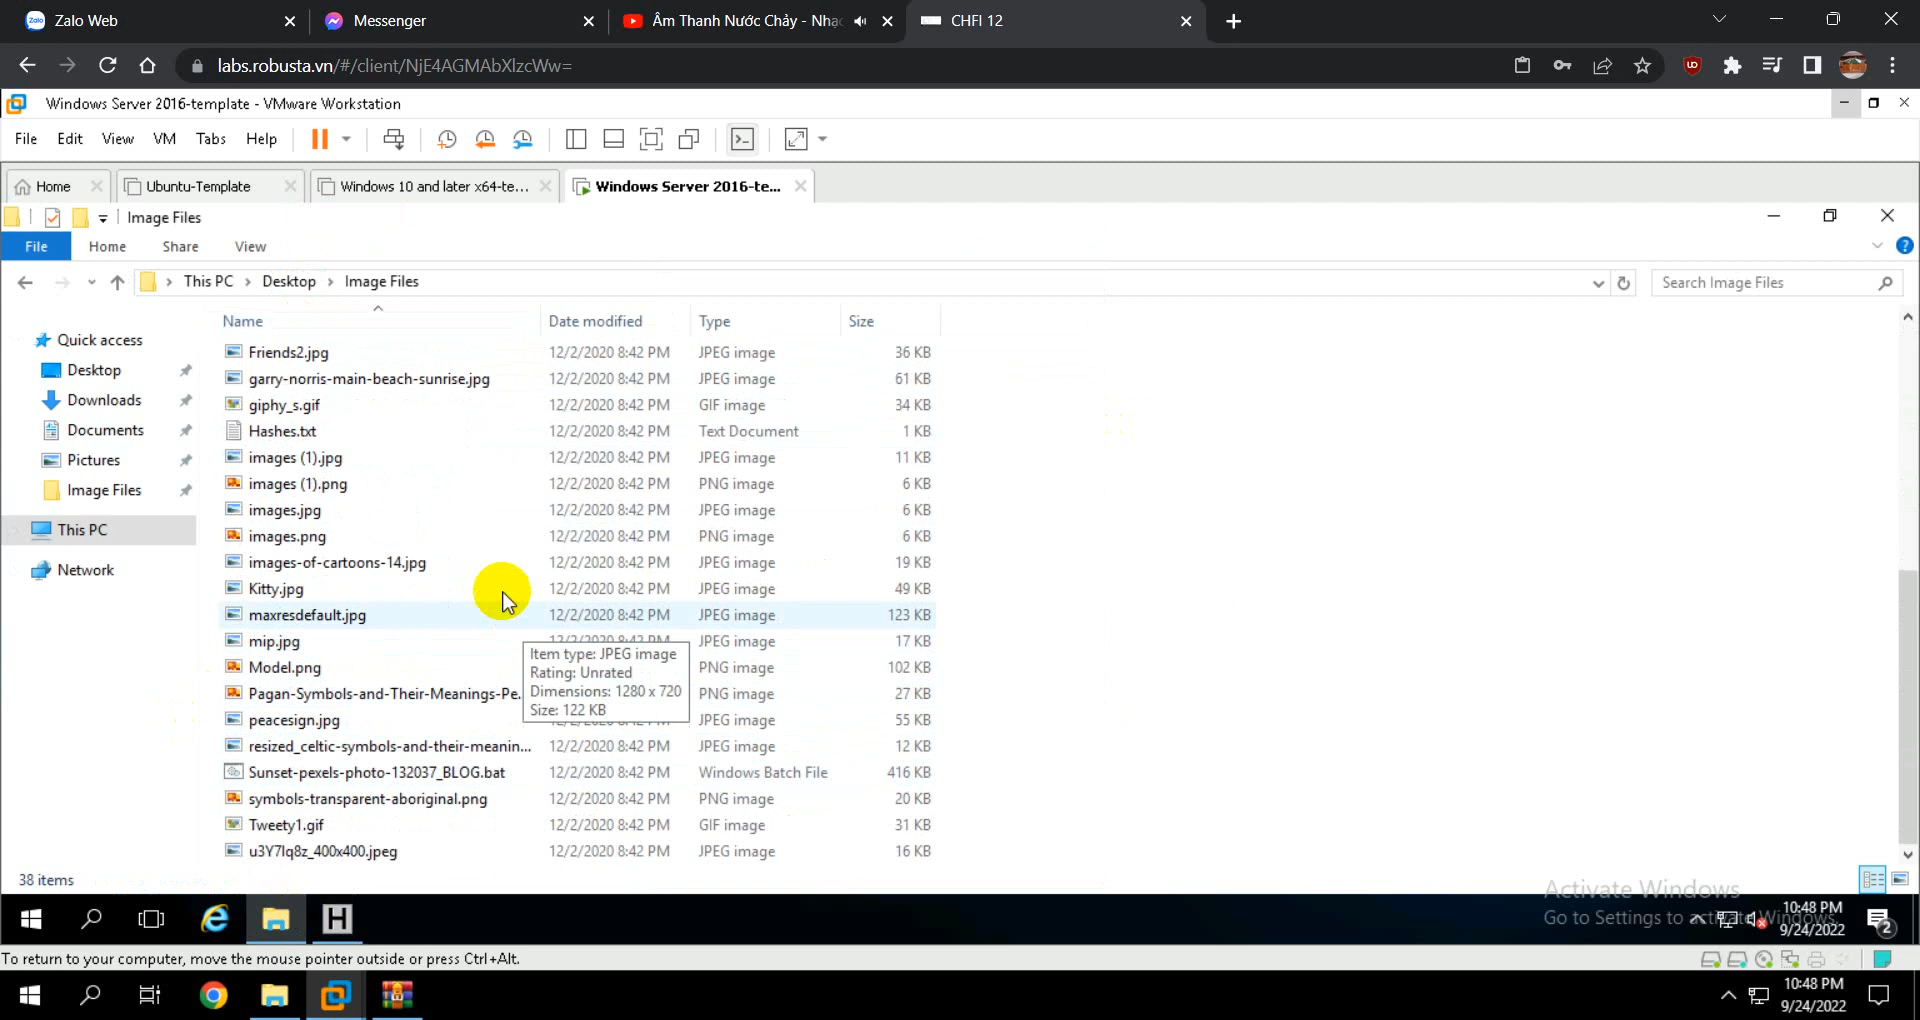 Zalo Web
Messenger
Âm Thanh Nước Chảy - Nhạ
CHFI 12
labs.robusta.vn/#/client/NjE4AGMAbXlzcWw=
Windows Server 2016-template - VMware Workstation
File Edit View VM Tabs Help
Home
Ubuntu-Template
Windows 10 and later x64-te...
Windows Server 2016-te...
Image Files
File Home Share View
This PC > Desktop > Image Files
Search Image Files
Name Date modified Type Size
Quick access
Desktop
Downloads
Documents
Pictures
Image Files
This PC
Network
Friends2.jpg 12/2/2020 8:42 PM JPEG image 36 KB
garry-norris-main-beach-sunrise.jpg 12/2/2020 8:42 PM JPEG image 61 KB
giphy_s.gif 12/2/2020 8:42 PM GIF image 34 KB
Hashes.txt 12/2/2020 8:42 PM Text Document 1 KB
images (1).jpg 12/2/2020 8:42 PM JPEG image 11 KB
images (1).png 12/2/2020 8:42 PM PNG image 6 KB
images.jpg 12/2/2020 8:42 PM JPEG image 6 KB
images.png 12/2/2020 8:42 PM PNG image 6 KB
images-of-cartoons-14.jpg 12/2/2020 8:42 PM JPEG image 19 KB
Kitty.jpg 12/2/2020 8:42 PM JPEG image 49 KB
maxresdefault.jpg 12/2/2020 8:42 PM JPEG image 123 KB
mip.jpg 12/2/2020 8:42 PM JPEG image 17 KB
Model.png PNG image 102 KB
Pagan-Symbols-and-Their-Meanings-Pe... PNG image 27 KB
peacesign.jpg JPEG image 55 KB
resized_celtic-symbols-and-their-meanin... 12/2/2020 8:42 PM JPEG image 12 KB
Sunset-pexels-photo-132037_BLOG.bat 12/2/2020 8:42 PM Windows Batch File 416 KB
symbols-transparent-aboriginal.png 12/2/2020 8:42 PM PNG image 20 KB
Tweety1.gif 12/2/2020 8:42 PM GIF image 31 KB
u3Y7lq8z_400x400.jpeg 12/2/2020 8:42 PM JPEG image 16 KB
Item type: JPEG image
Rating: Unrated
Dimensions: 1280 x 720
Size: 122 KB
38 items
Activate Windows
Go to Settings to activate Windows.
10:48 PM
9/24/2022
2
To return to your computer, move the mouse pointer outside or press Ctrl+Alt.
10:48 PM
9/24/2022